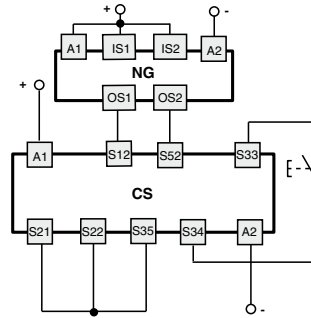 + -
A1 IS1 IS2 A2
NG
+ OS1 OS2
A1 S12 S52 S33
CS
S21 S22 S35 S34 A2
-